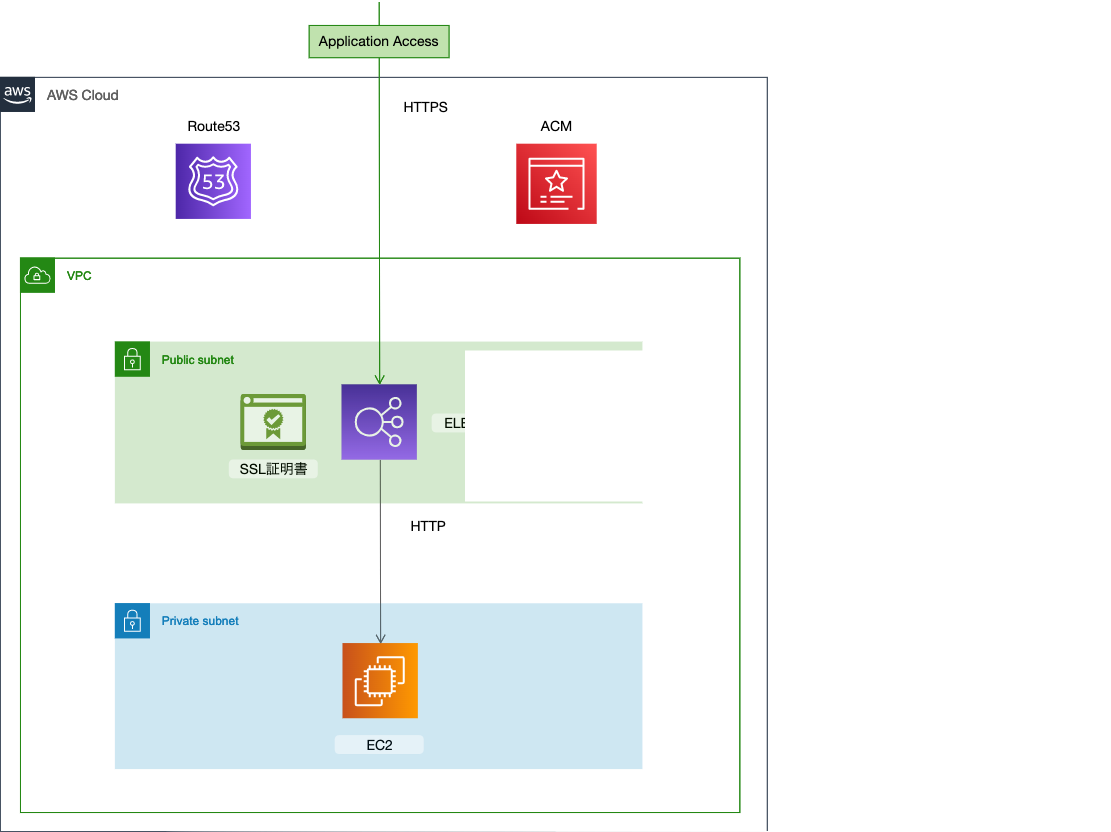 Application Access
aws
AWS Cloud
HTTPS
Route53
ACM
53
VPC
Public subnet
SSL証明書
HTTP
Private subnet
EC2